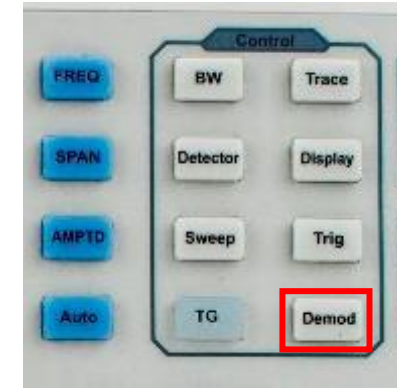 Control
FREQ BW Trace
SPAN Detector Display
AMPTD Sweep Trig
Auto TG Demod